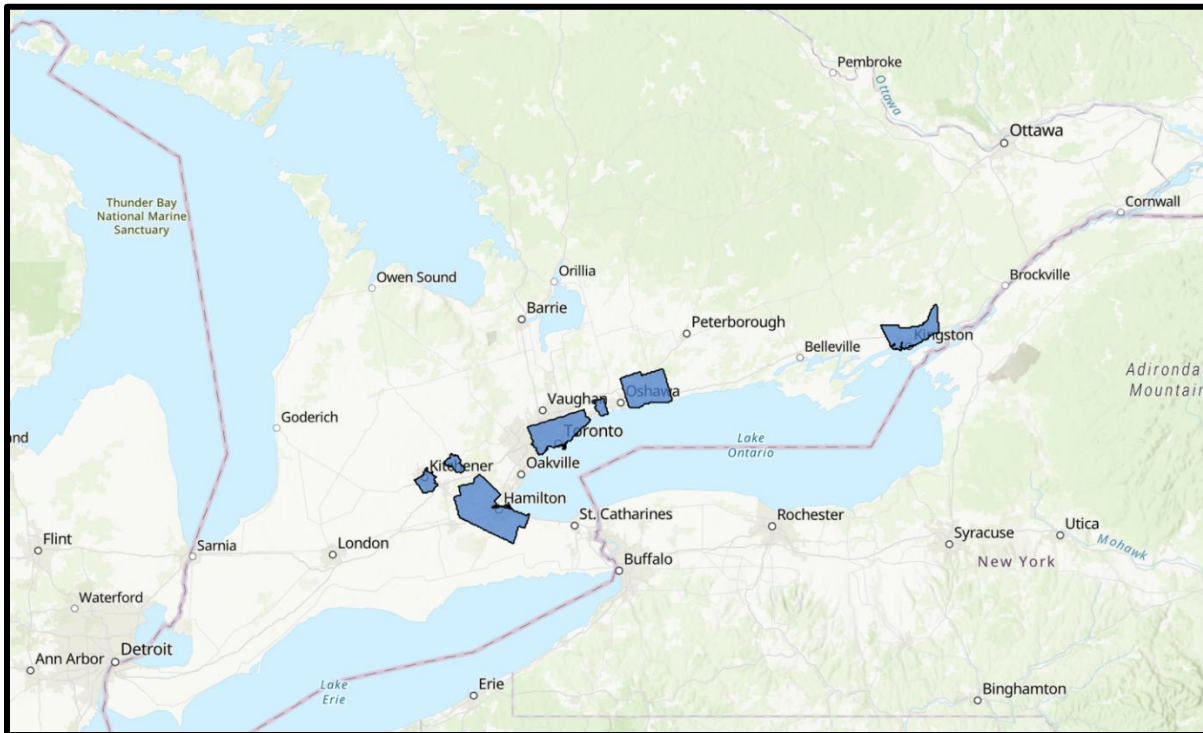 Pembroke
Ottawa
Ottawa
Cornwall
Thunder Bay
National Marine
Sanctuary
Owen Sound
Orillia
Brockville
Barrie
Peterborough
Kingston
Belleville
Adironda
Mountain
Vaughan
Oshawa
Goderich
Toronto
Lake
Ontario
and
Kitchener
Oakville
Hamilton
St. Catharines
Rochester
Syracuse
Utica
Mohawk
New York
Flint
Sarnia
London
Buffalo
Waterford
Detroit
Ann Arbor
Lake
Erie
Erie
Binghamton